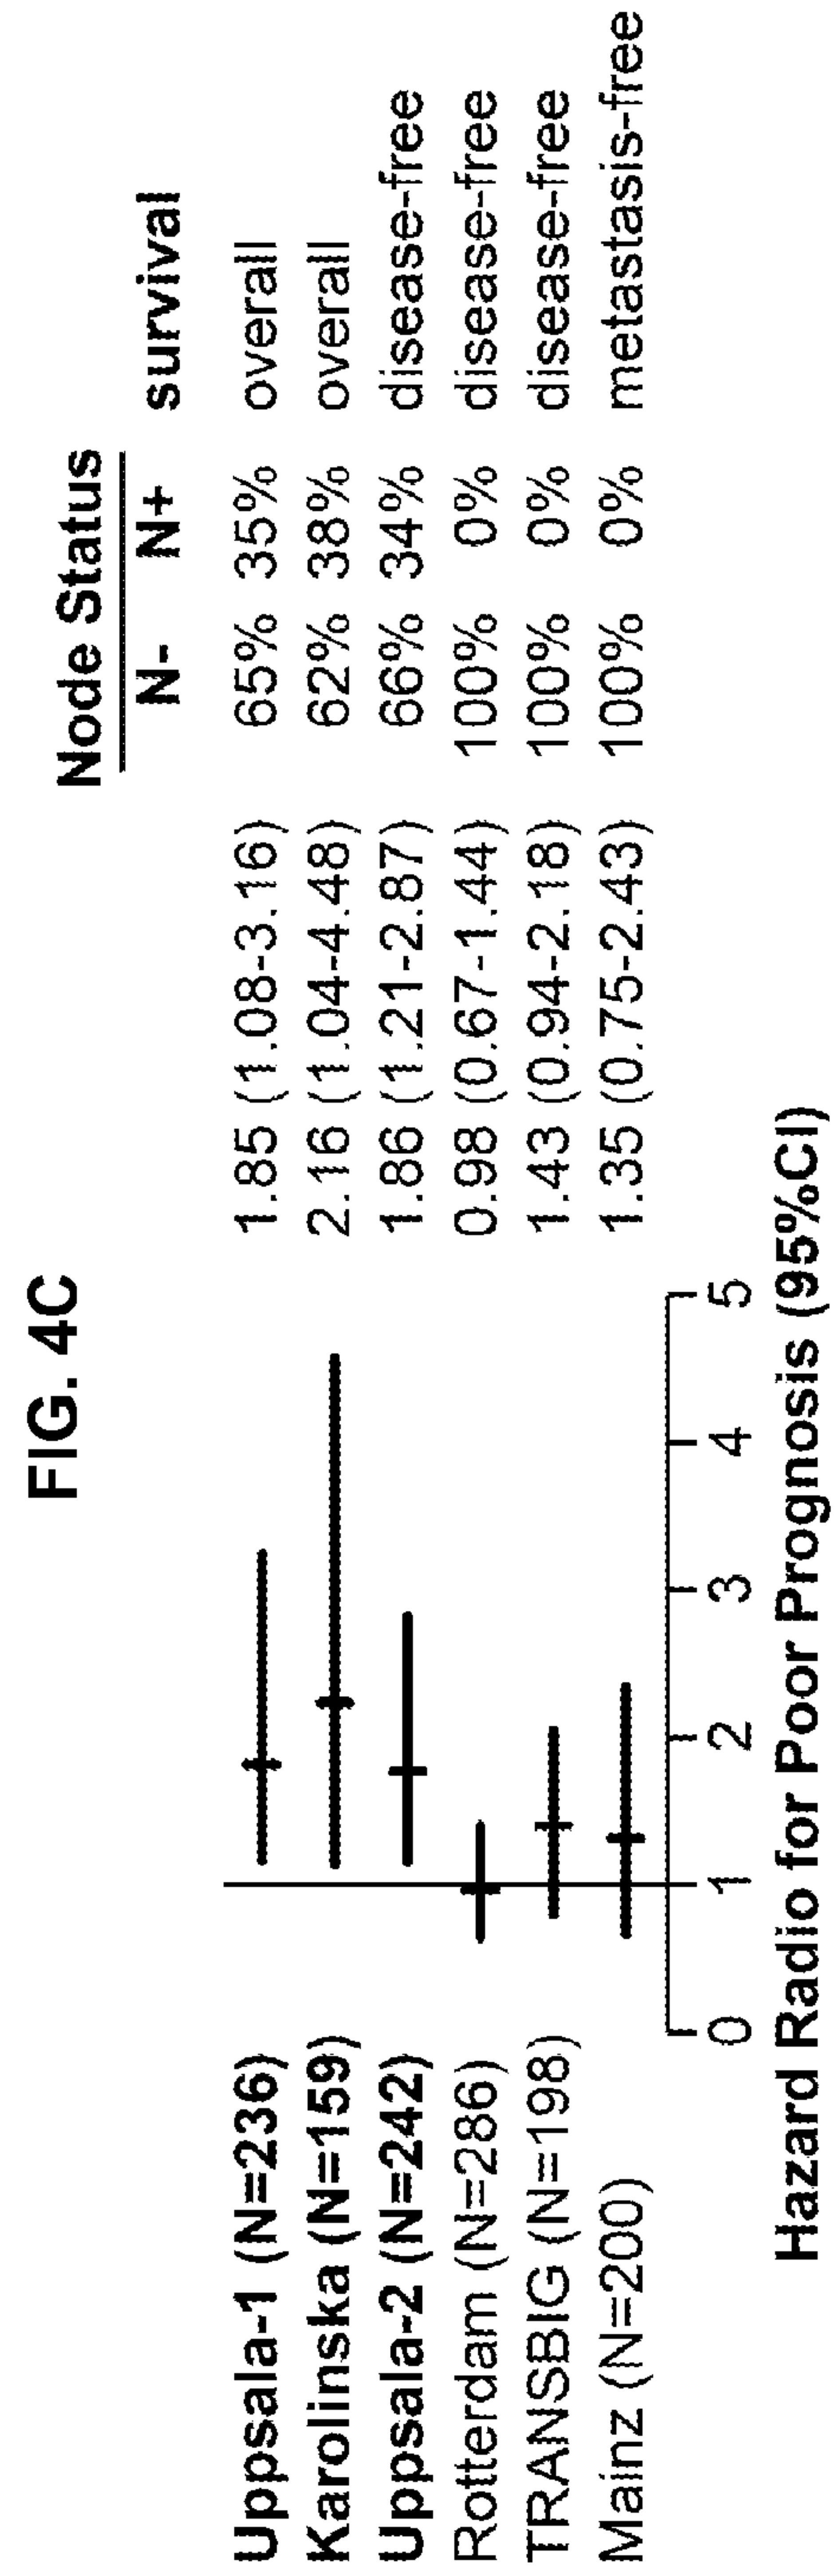 FIG. 4C
Node Status
N- N+ survival
Uppsala-1 (N=236) 1.85 (1.08-3.16) 65% 35% overall
Karolinska (N=159) 2.16 (1.04-4.48) 62% 38% overall
Uppsala-2 (N=242) 1.86 (1.21-2.87) 66% 34% disease-free
Rotterdam (N=286) 0.98 (0.67-1.44) 100% 0% disease-free
TRANSBIG (N=198) 1.43 (0.94-2.18) 100% 0% disease-free
Mainz (N=200) 1.35 (0.75-2.43) 100% 0% metastasis-free
0 1 2 3 4 5
Hazard Radio for Poor Prognosis (95%CI)